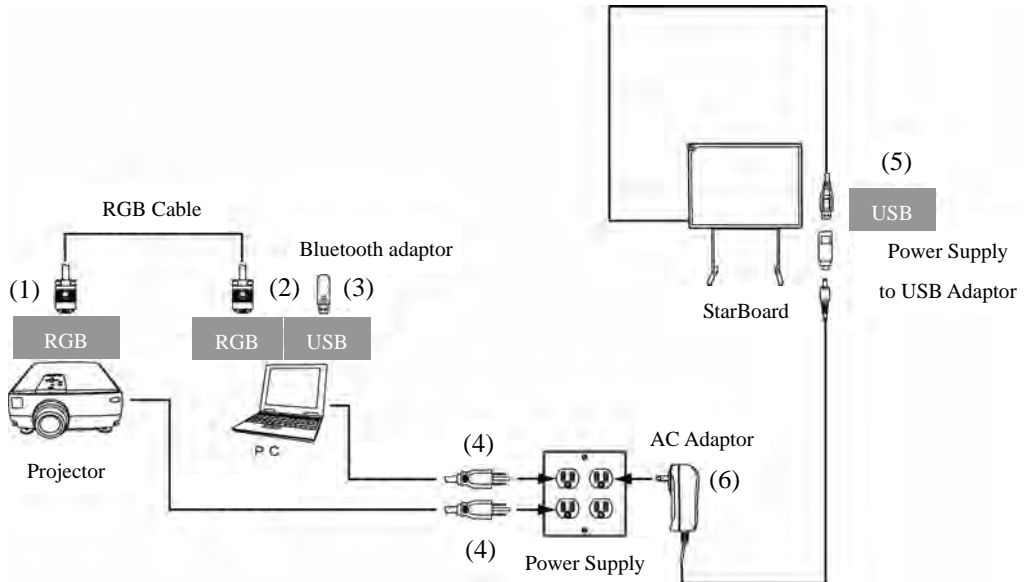 (5)
USB
RGB Cable
Bluetooth adaptor
Power Supply
to USB Adaptor
(1)
(2)
(3)
StarBoard
RGB
RGB
USB
P C
Projector
(4)
AC Adaptor
(6)
(4)
Power Supply